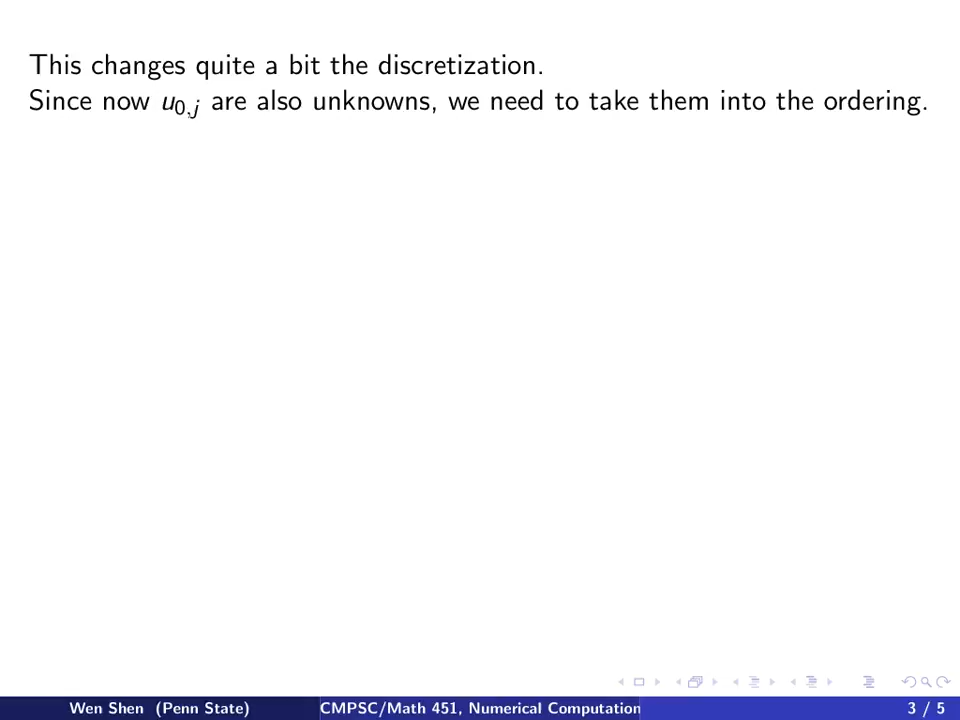 This changes quite a bit the discretization.
Since now u0,j are also unknowns, we need to take them into the ordering.
Wen Shen (Penn State)
CMPSC/Math 451, Numerical Computation
3 / 5